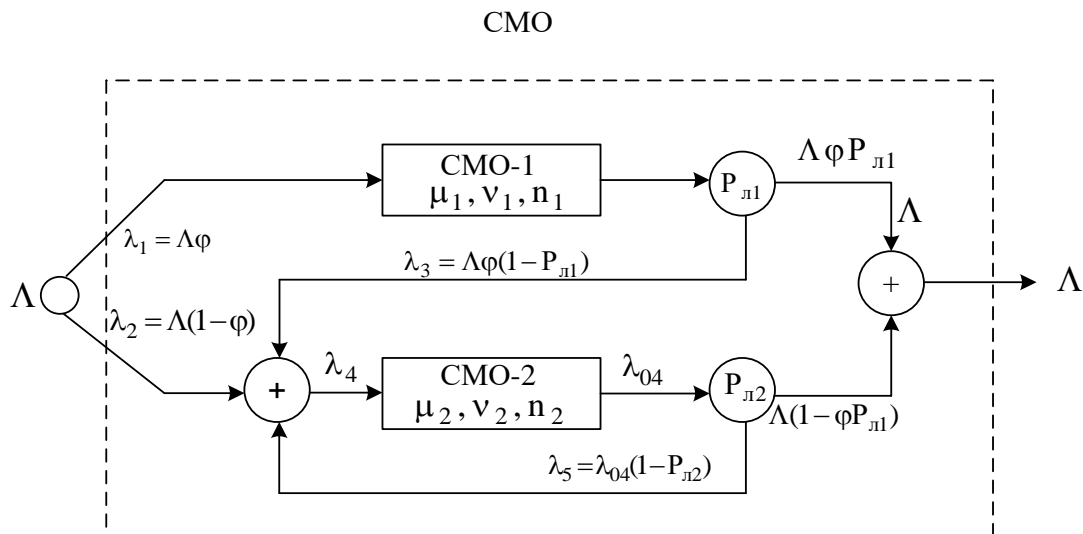 СМО
СМО-1
μ₁, ν₁, n₁
Pл1
ΛφPл1
Λ
λ₁ = Λφ
λ₃ = Λφ(1−Pл1)
Λ
+
Λ
λ₂ = Λ(1−φ)
+
λ₄
СМО-2
μ₂, ν₂, n₂
λ₀₄
Pл2
Λ(1−φPл1)
λ₅=λ₀₄(1−Pл2)